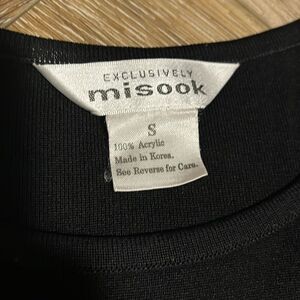 EXCLUSIVELY
misook
S
100% Acrylic
Made in Korea.
See Reverse for Care.